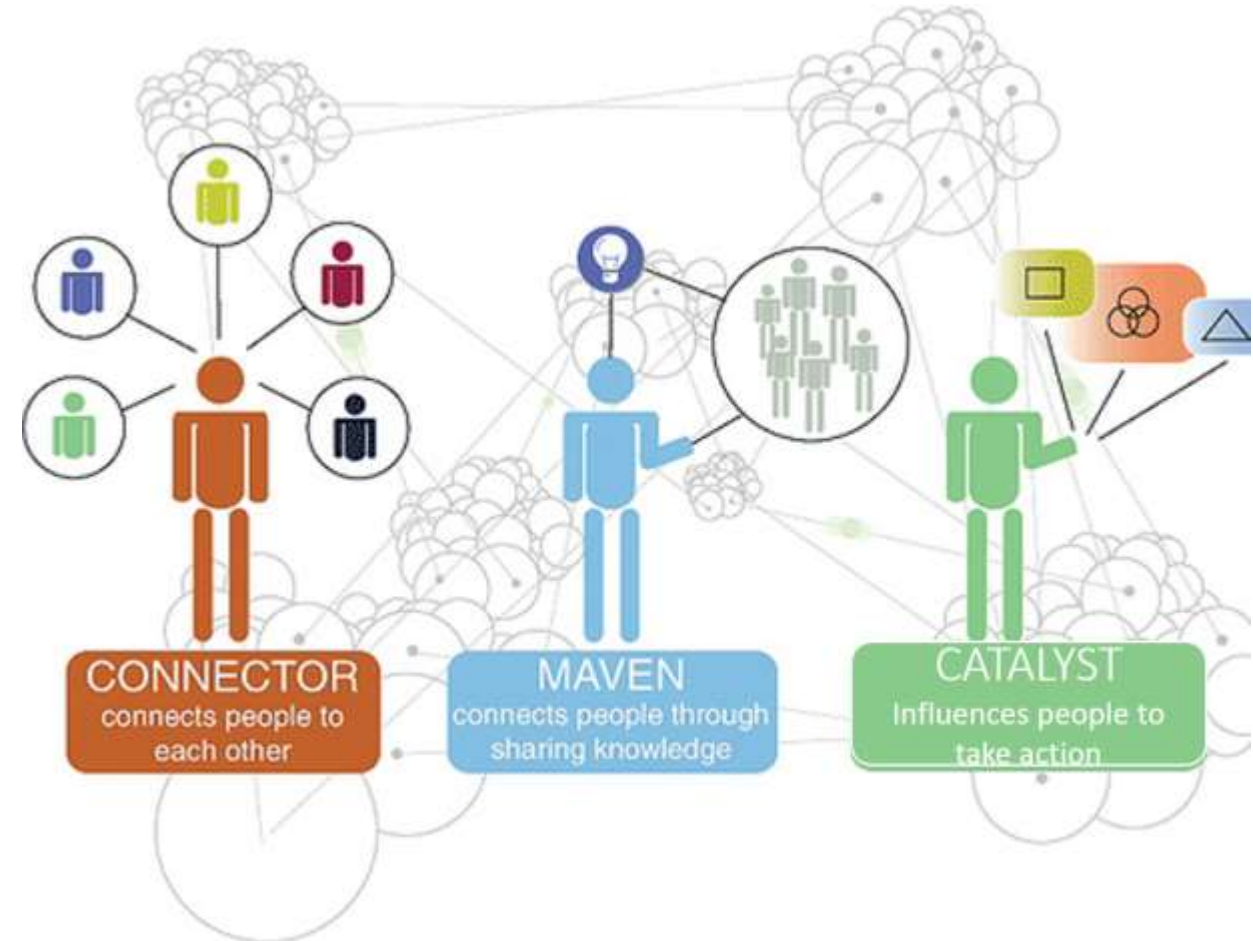 CONNECTOR
connects people to
each other
MAVEN
connects people through
sharing knowledge
CATALYST
Influences people to
take action